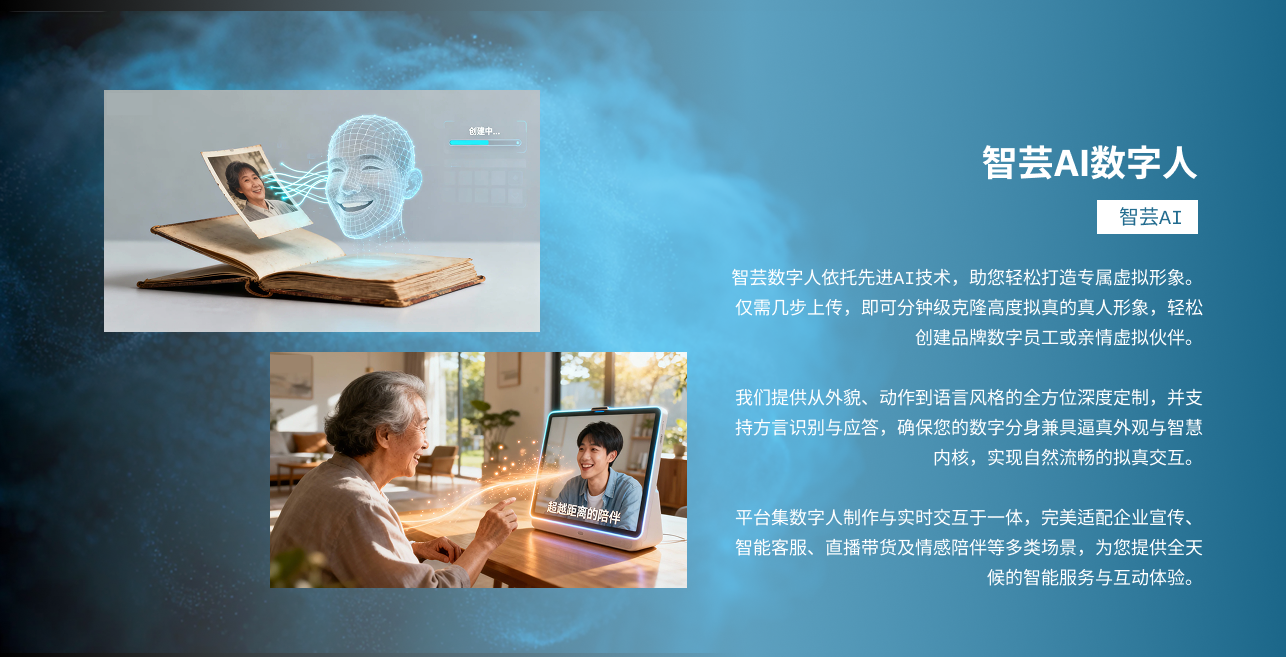 创建中...
超越距离的陪伴
智芸AI数字人
智芸AI
智芸数字人依托先进AI技术，助您轻松打造专属虚拟形象。
仅需几步上传，即可分钟级克隆高度拟真的真人形象，轻松
创建品牌数字员工或亲情虚拟伙伴。
我们提供从外貌、动作到语言风格的全方位深度定制，并支
持方言识别与应答，确保您的数字分身兼具逼真外观与智慧
内核，实现自然流畅的拟真交互。
平台集数字人制作与实时交互于一体，完美适配企业宣传、
智能客服、直播带货及情感陪伴等多类场景，为您提供全天
候的智能服务与互动体验。